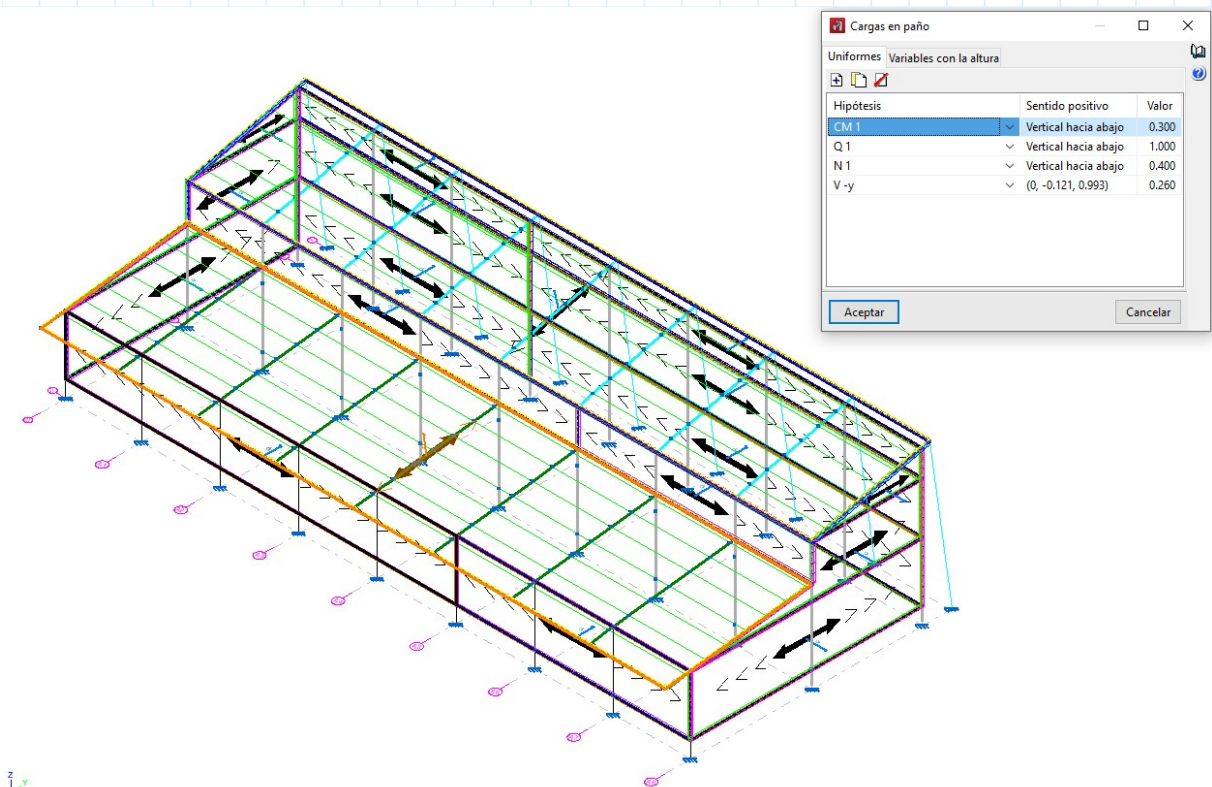 Cargas en paño
Uniformes Variables con la altura
Hipótesis Sentido positivo Valor
CM 1 Vertical hacia abajo 0.300
Q 1 Vertical hacia abajo 1.000
N 1 Vertical hacia abajo 0.400
V -y (0, -0.121, 0.993) 0.260
Aceptar Cancelar
z
y